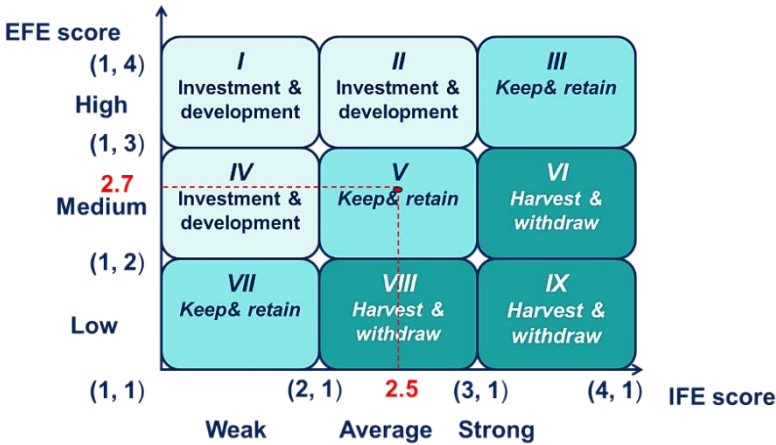 EFE score
(1, 4)
I
Investment &
development
II
Investment &
development
III
Keep& retain
High
(1, 3)
2.7
IV
Investment &
development
V
Keep& retain
VI
Harvest &
withdraw
Medium
(1, 2)
VII
Keep& retain
VIII
Harvest &
withdraw
IX
Harvest &
withdraw
Low
(1, 1)
(2, 1)
2.5
(3, 1)
(4, 1)
IFE score
Weak
Average
Strong